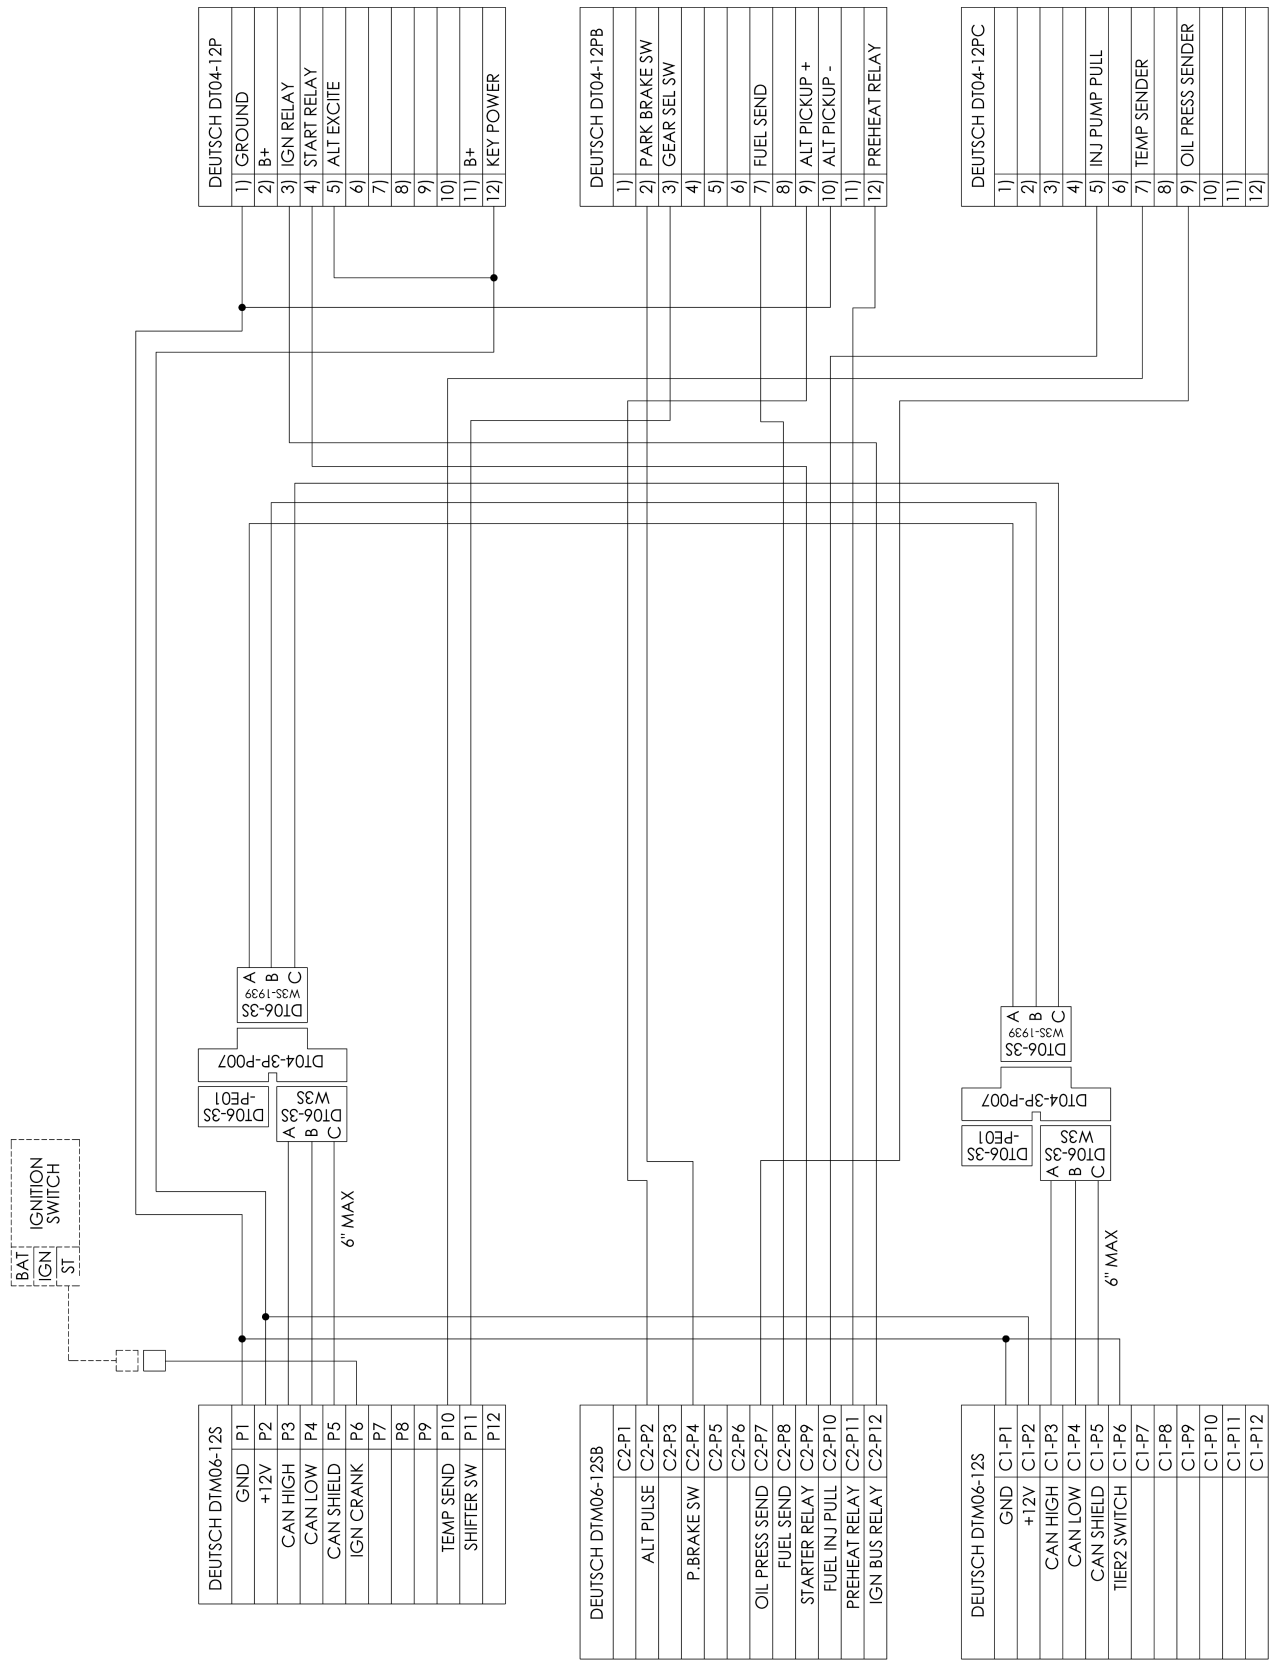 DEUTSCH DT04-12P
1) GROUND
2) B+
3) IGN RELAY
4) START RELAY
5) ALT EXCITE
6)
7)
8)
9)
10)
11) B+
12) KEY POWER
DEUTSCH DT04-12PB
1)
2) PARK BRAKE SW
3) GEAR SEL SW
4)
5)
6)
7) FUEL SEND
8)
9) ALT PICKUP +
10) ALT PICKUP -
11)
12) PREHEAT RELAY
DEUTSCH DT04-12PC
1)
2)
3)
4)
5) INJ PUMP PULL
6)
7) TEMP SENDER
8)
9) OIL PRESS SENDER
10)
11)
12)
A
B
C
W3S-1939
DT06-3S
DT04-3P-P007
DT06-3S
-PE01
DT06-3S
W3S
A
B
C
6" MAX
A
B
C
W3S-1939
DT06-3S
DT04-3P-P007
DT06-3S
-PE01
DT06-3S
W3S
A
B
C
6" MAX
IGNITION
SWITCH
BAT
IGN
ST
DEUTSCH DTM06-12S
GND P1
+12V P2
CAN HIGH P3
CAN LOW P4
CAN SHIELD P5
IGN CRANK P6
P7
P8
P9
TEMP SEND P10
SHIFTER SW P11
P12
DEUTSCH DTM06-12SB
C2-P1
ALT PULSE C2-P2
C2-P3
P.BRAKE SW C2-P4
C2-P5
C2-P6
OIL PRESS SEND C2-P7
FUEL SEND C2-P8
STARTER RELAY C2-P9
FUEL INJ PULL C2-P10
PREHEAT RELAY C2-P11
IGN BUS RELAY C2-P12
DEUTSCH DTM06-12S
GND C1-P1
+12V C1-P2
CAN HIGH C1-P3
CAN LOW C1-P4
CAN SHIELD C1-P5
TIER2 SWITCH C1-P6
C1-P7
C1-P8
C1-P9
C1-P10
C1-P11
C1-P12